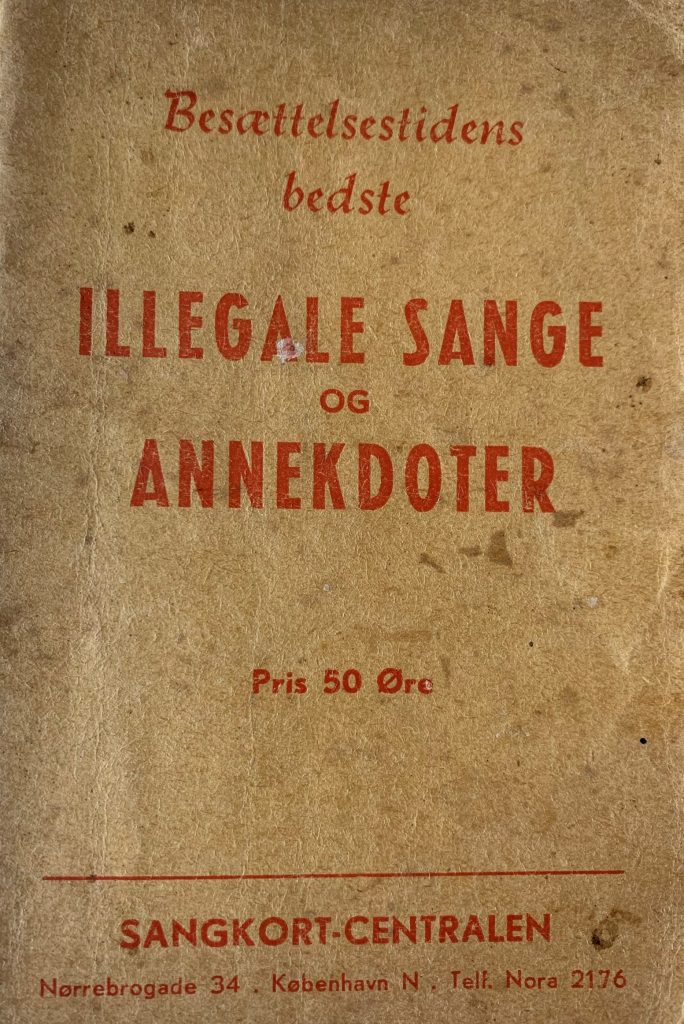 Besættelsestidens
bedste
ILLEGALE SANGE
OG
ANNEKDOTER
Pris 50 Øre
SANGKORT-CENTRALEN
Nørrebrogade 34 . København N . Telf. Nora 2176